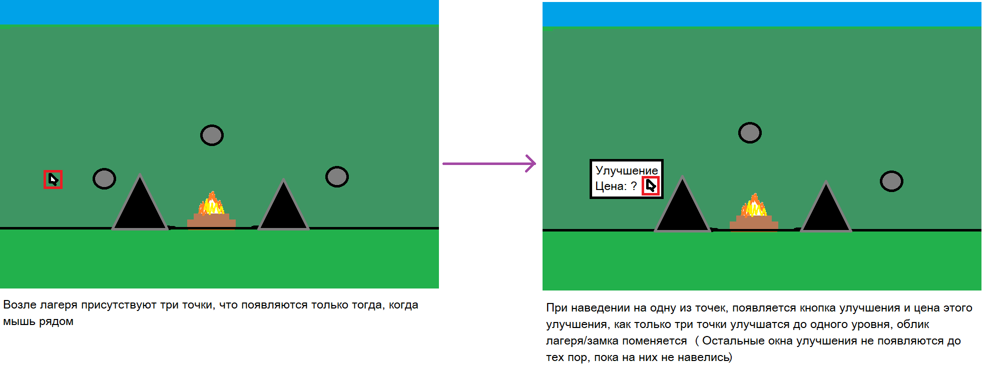 Улучшение
Цена: ?
Возле лагеря присутствуют три точки, что появляются только тогда, когда
мышь рядом
При наведении на одну из точек, появляется кнопка улучшения и цена этого
улучшения, как только три точки улучшатся до одного уровня, облик
лагеря/замка поменяется ( Остальные окна улучшения не появляются до
тех пор, пока на них не навелись)